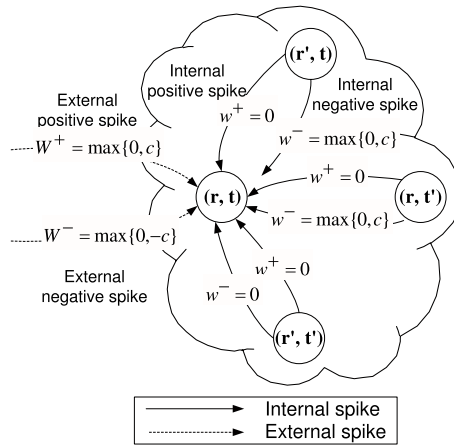 (r', t)
Internal
positive spike
Internal
negative spike
External
positive spike
w⁺ = 0
W⁺ = max{0, c}
w⁻ = max{0, c}
w⁺ = 0
(r, t)
(r, t')
w⁻ = max{0, c}
W⁻ = max{0,−c}
External
negative spike
w⁺ = 0
w⁻ = 0
(r', t')
Internal spike
External spike